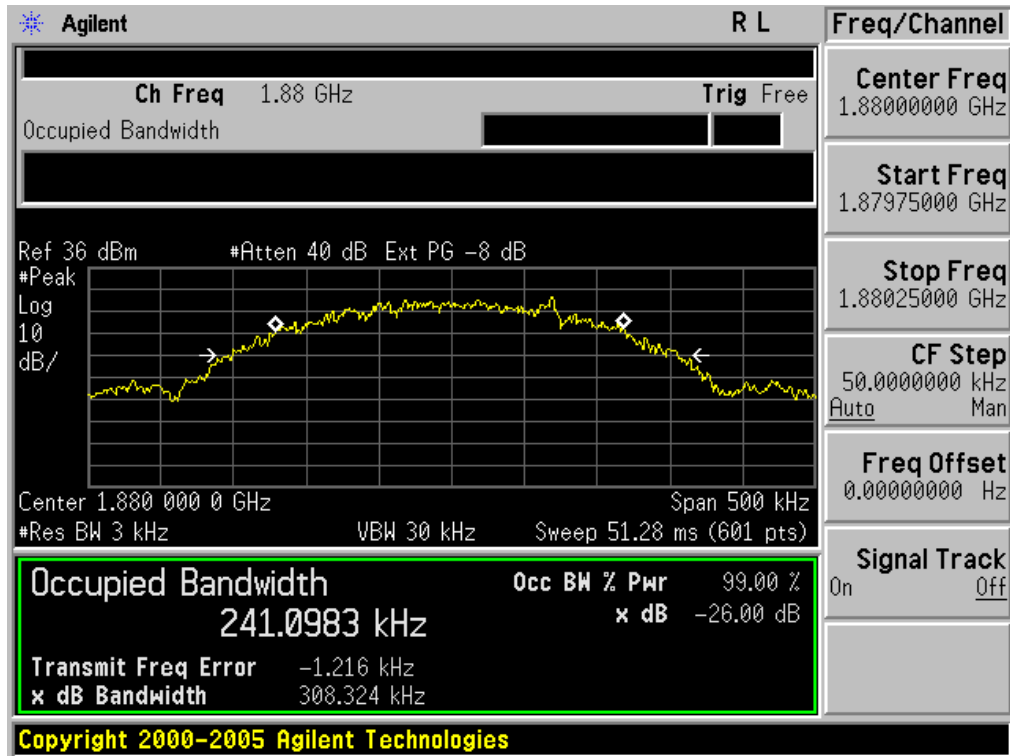 Agilent R L Freq/Channel
Ch Freq 1.88 GHz Trig Free
Occupied Bandwidth
Center Freq
1.88000000 GHz
Start Freq
1.87975000 GHz
Stop Freq
1.88025000 GHz
CF Step
50.0000000 kHz
Auto Man
Freq Offset
0.00000000 Hz
Signal Track
On Off
Ref 36 dBm #Atten 40 dB Ext PG -8 dB
#Peak
Log
10
dB/
Center 1.880 000 0 GHz Span 500 kHz
#Res BW 3 kHz VBW 30 kHz Sweep 51.28 ms (601 pts)
Occupied Bandwidth Occ BW % Pwr 99.00 %
241.0983 kHz x dB -26.00 dB
Transmit Freq Error -1.216 kHz
x dB Bandwidth 308.324 kHz
Copyright 2000-2005 Agilent Technologies